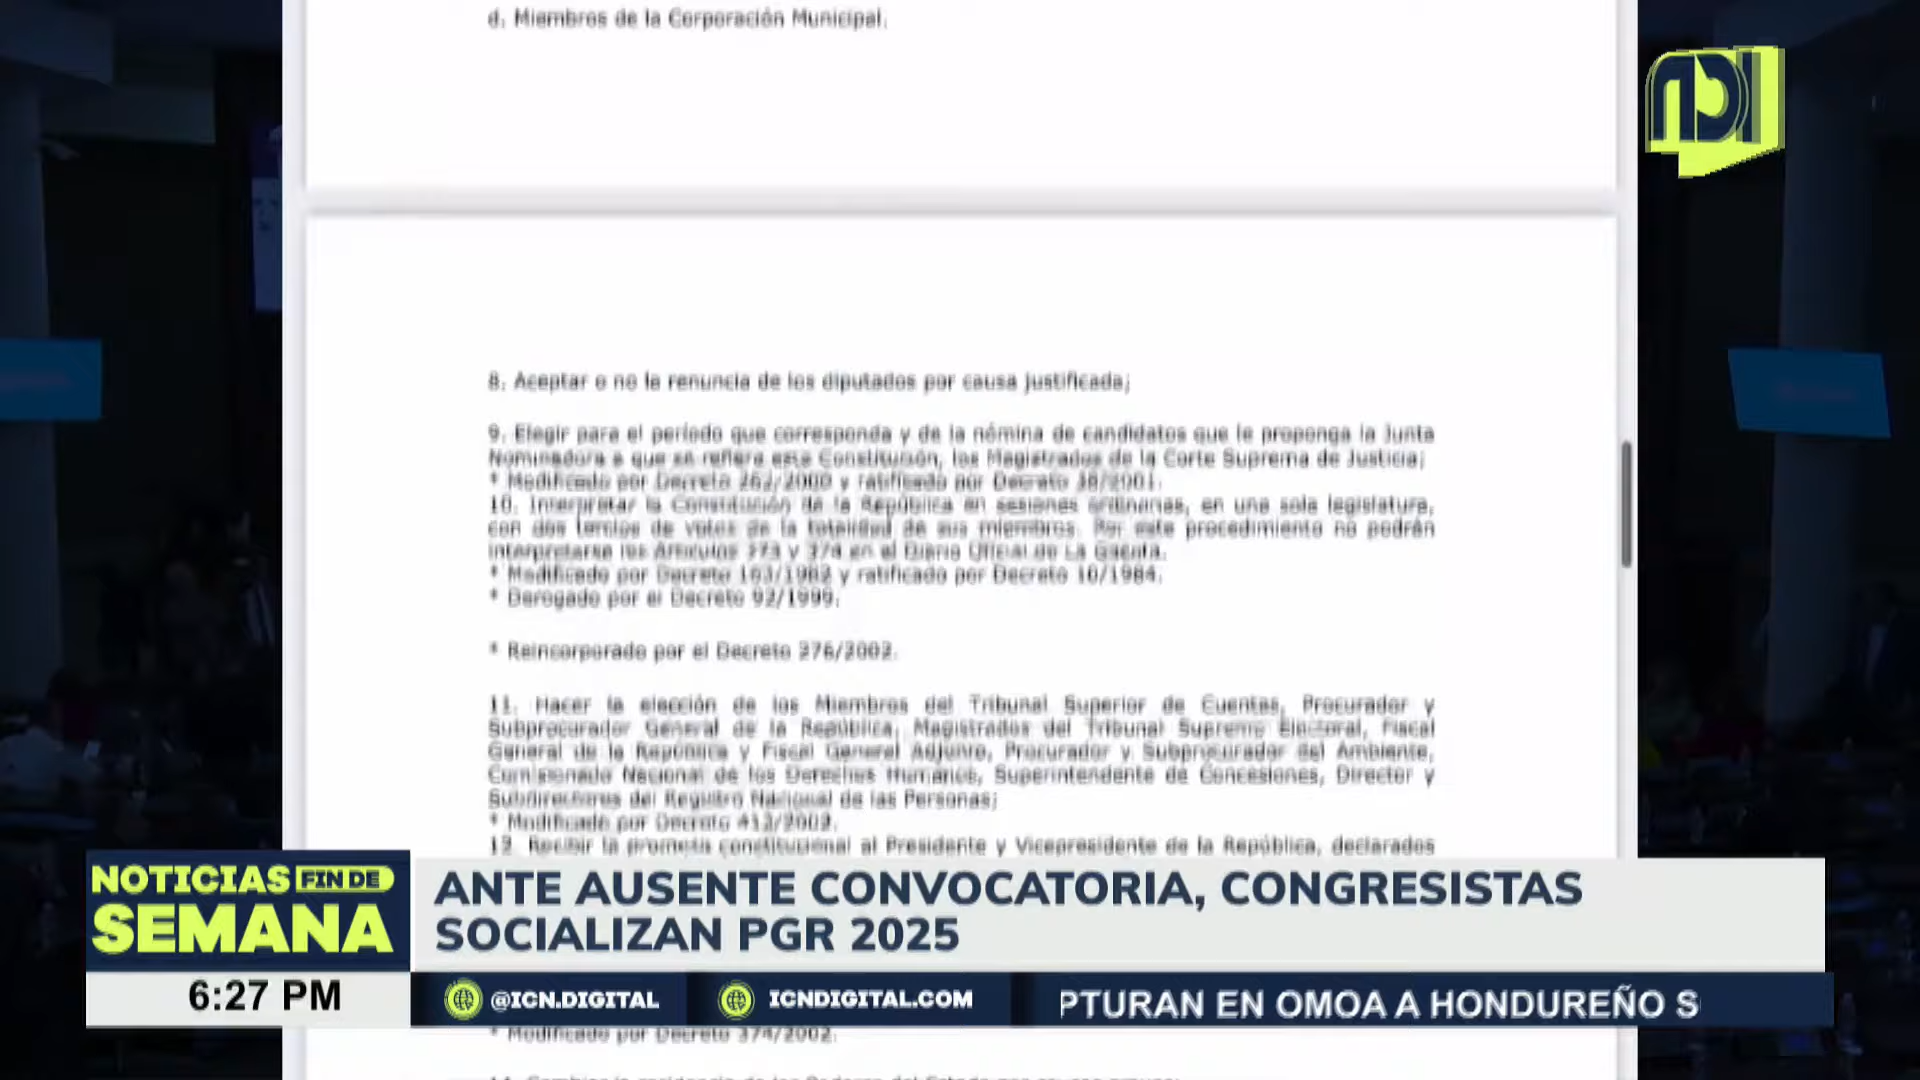 d. Miembros de la Corporación Municipal.
8. Aceptar o no la renuncia de los diputados por causa justificada;
9. Elegir para el período que corresponda y de la nómina de candidatos que le proponga la Junta
Nominadora a que se refiere esta Constitución, los Magistrados de la Corte Suprema de Justicia;
* Modificado por Decreto 262/2000 y ratificado por Decreto 38/2001.
10. Interpretar la Constitución de la República en sesiones ordinarias, en una sola legislatura,
con dos tercios de votos de la totalidad de sus miembros. Por este procedimiento no podrán
interpretarse los Artículos 373 y 374 en el Diario Oficial de La Gaceta.
* Modificado por Decreto 163/1982 y ratificado por Decreto 10/1984.
* Derogado por el Decreto 92/1999.
* Reincorporado por el Decreto 276/2002.
11. Hacer la elección de los Miembros del Tribunal Superior de Cuentas, Procurador y
Subprocurador General de la República, Magistrados del Tribunal Supremo Electoral, Fiscal
General de la República y Fiscal General Adjunto, Procurador y Subprocurador del Ambiente,
Comisionado Nacional de los Derechos Humanos, Superintendente de Concesiones, Director y
Subdirectores del Registro Nacional de las Personas;
* Modificado por Decreto 412/2002.
12. Recibir la promesa constitucional al Presidente y Vicepresidente de la República, declarados
NOTICIAS FIN DE
SEMANA
ANTE AUSENTE CONVOCATORIA, CONGRESISTAS
SOCIALIZAN PGR 2025
6:27 PM
@ICN.DIGITAL
ICNDIGITAL.COM
PTURAN EN OMOA A HONDUREÑO S
* Modificado por Decreto 374/2002.